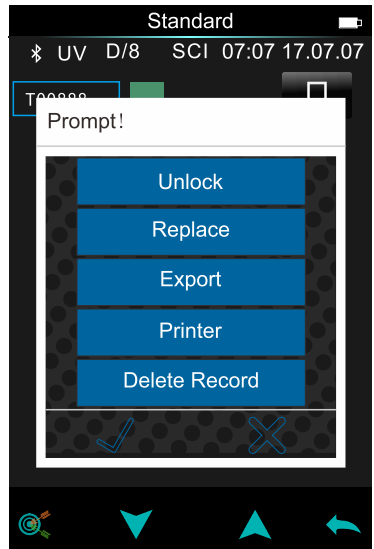 Standard
UV D/8 SCI 07:07 17.07.07
Prompt!
Unlock
Replace
Export
Printer
Delete Record